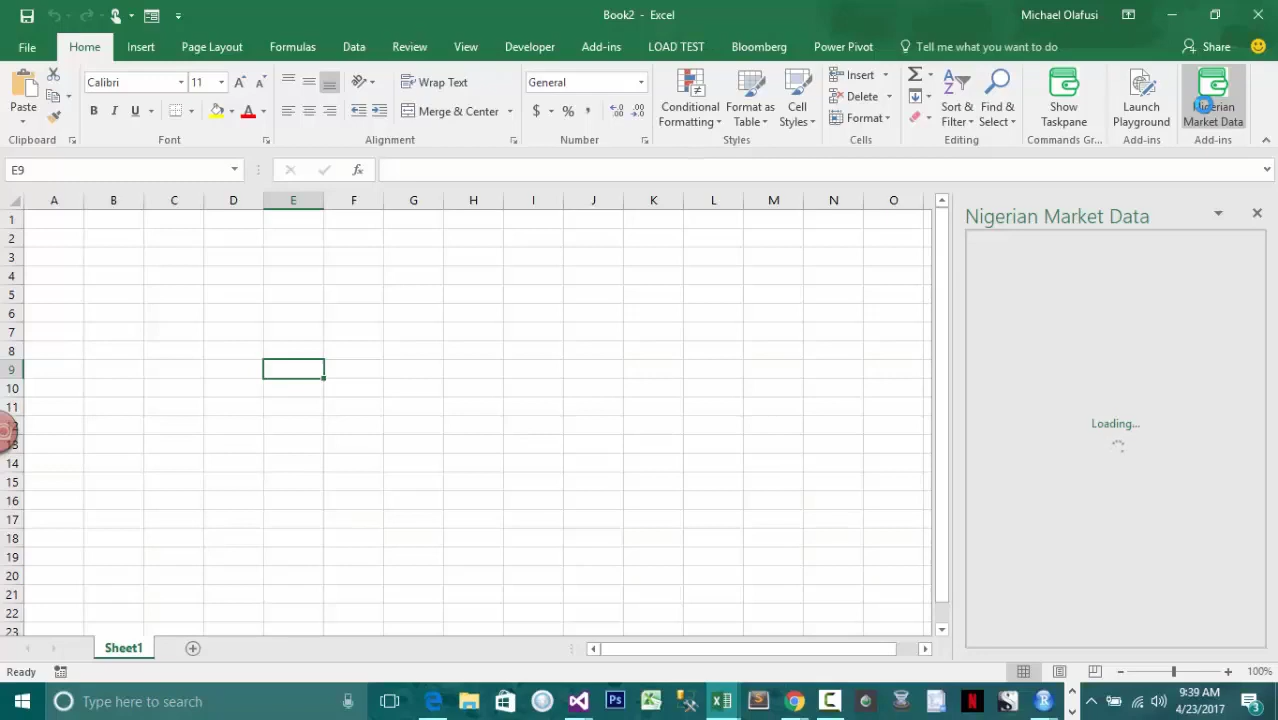 Book2 - Excel
Michael Olafusi
File Home Insert Page Layout Formulas Data Review View Developer Add-ins LOAD TEST Bloomberg Power Pivot Tell me what you want to do Share
Paste
Clipboard
Calibri 11
B I U
Font
Wrap Text
Merge & Center
Alignment
General
$ % ,
Number
Conditional Formatting
Format as Table
Cell Styles
Styles
Insert
Delete
Format
Cells
Sort & Filter
Find & Select
Editing
Show Taskpane
Commands Gr...
Launch Playground
Add-ins
Nigerian Market Data
Add-ins
E9
fx
A B C D E F G H I J K L M N O
1
2
3
4
5
6
7
8
9
10
11
14
15
16
17
18
19
20
21
22
23
Nigerian Market Data
Loading...
Sheet1
Ready
100%
Type here to search
9:39 AM
4/23/2017
3